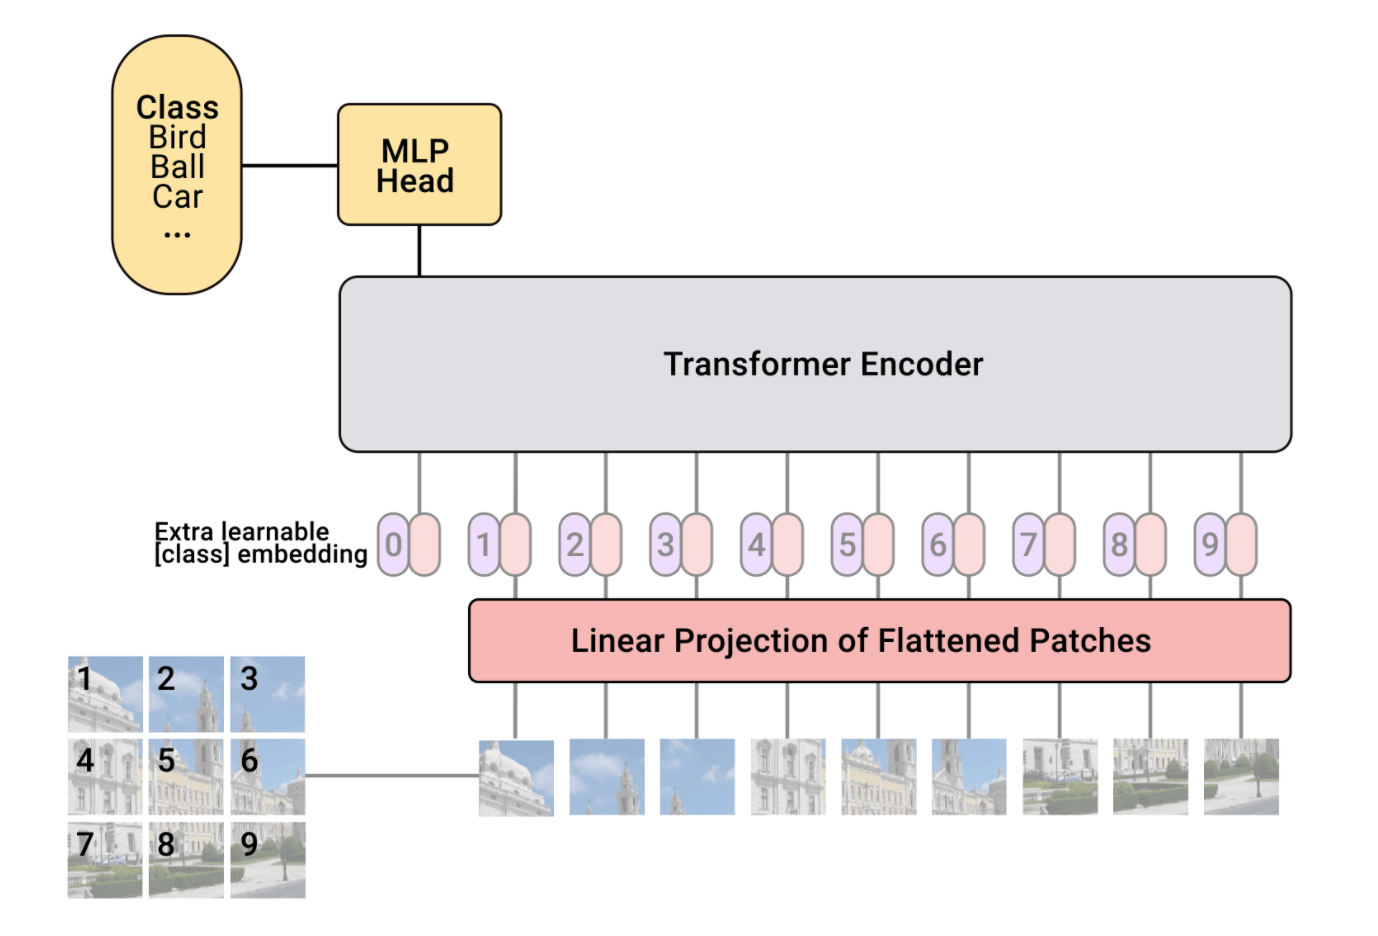 Class
Bird
Ball
Car
...
MLP
Head
Transformer Encoder
Extra learnable
[class] embedding
0 1 2 3 4 5 6 7 8 9
Linear Projection of Flattened Patches
1 2 3
4 5 6
7 8 9